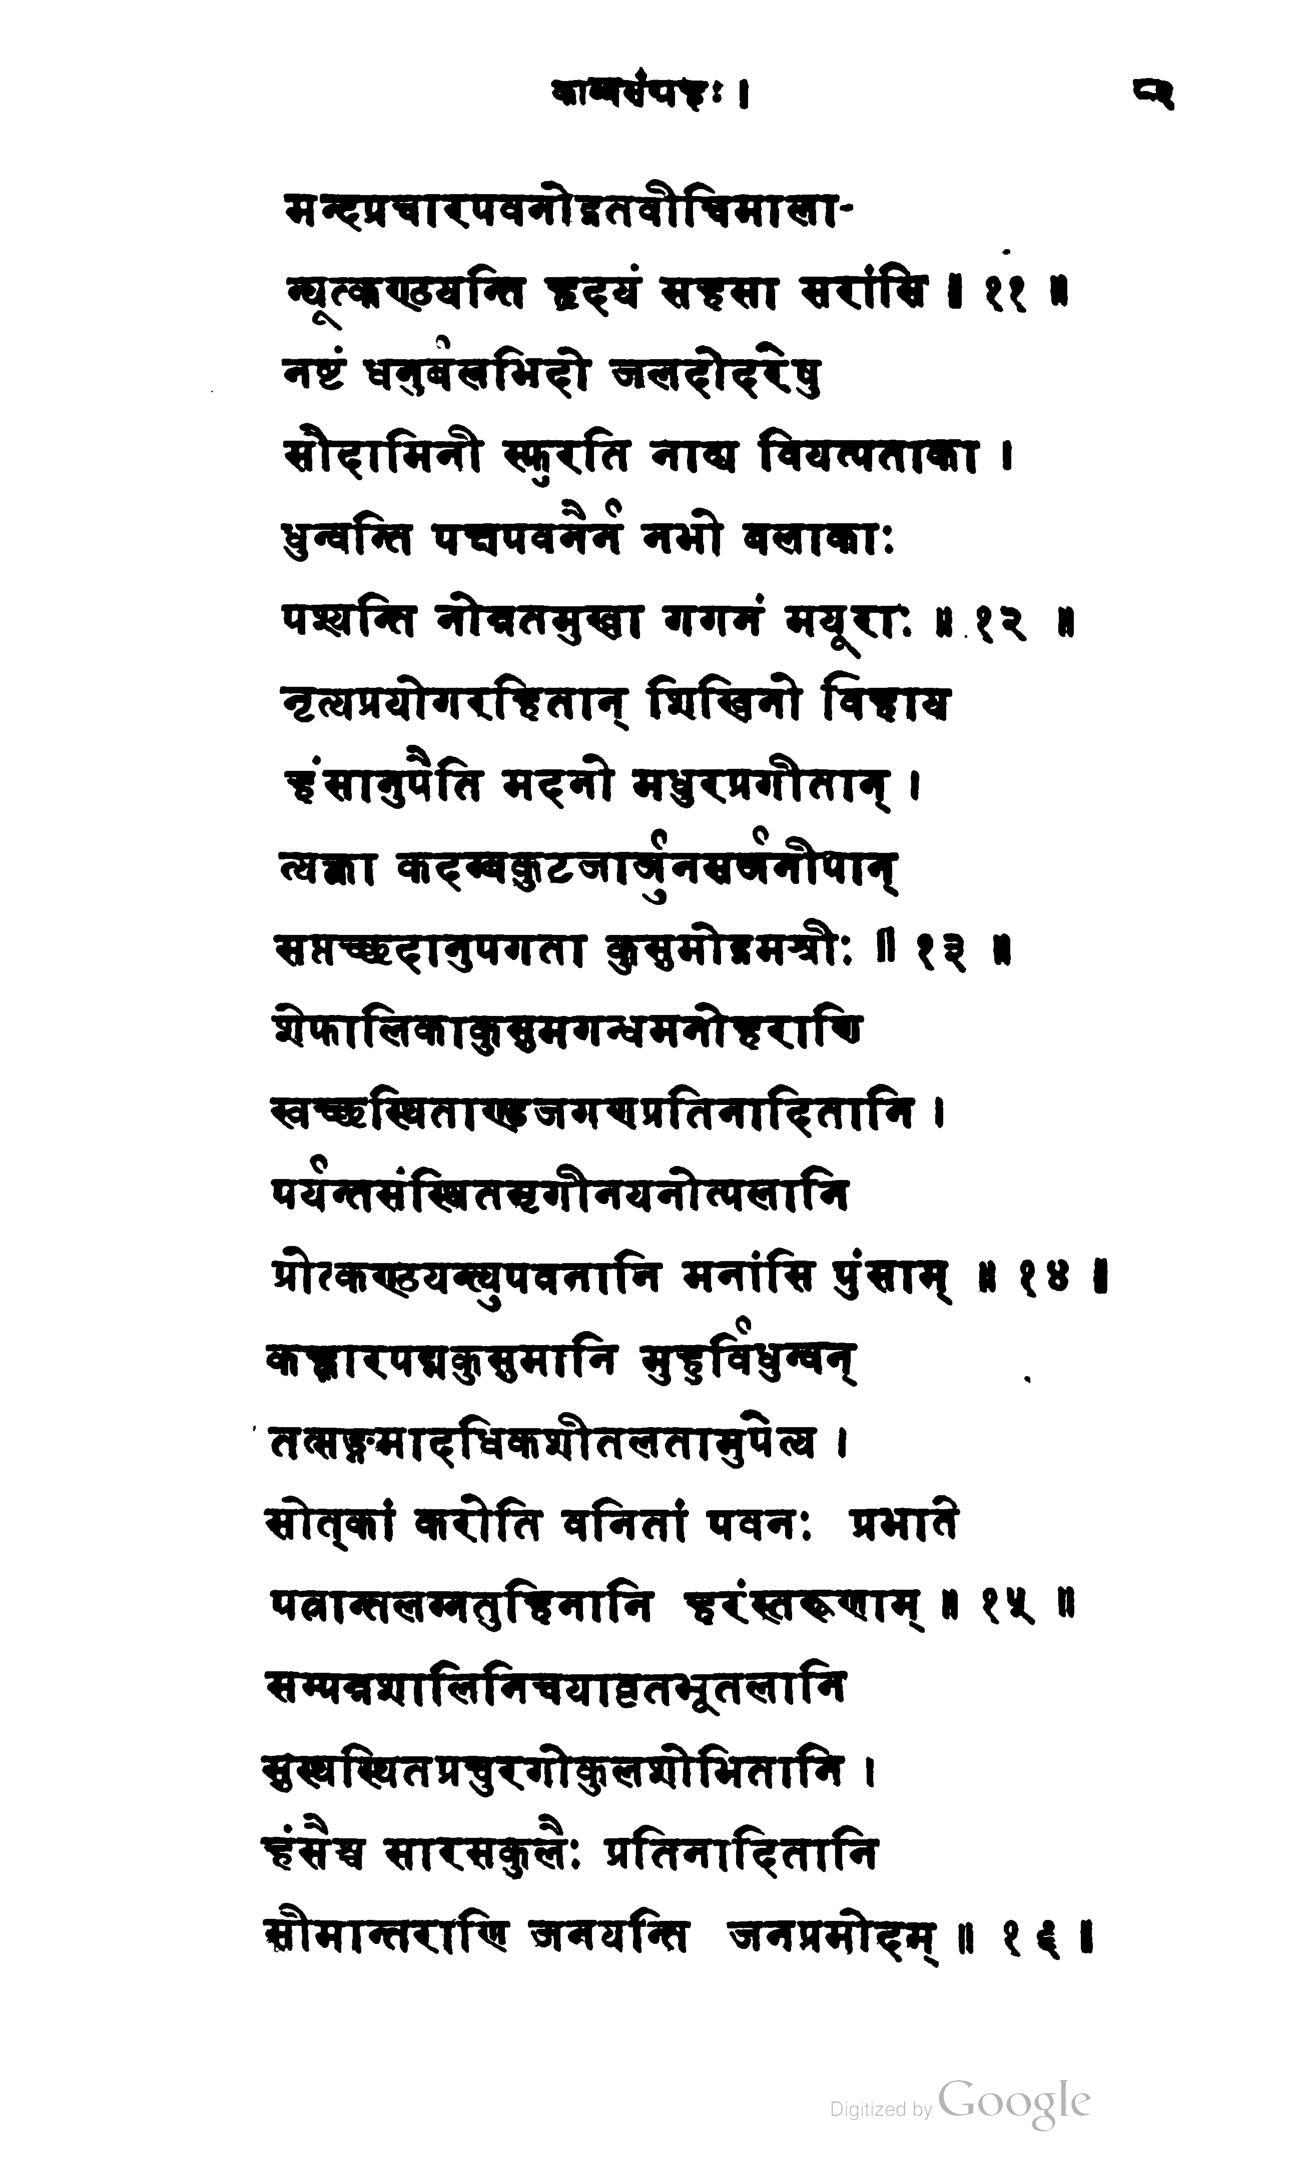 काव्यसंग्रहः । ८३
मन्दप्रचारपवनोद्गतवीचिमाला-
न्यूत्कण्ठयन्ति हृदयं सहसा सरांसि ॥ ११ ॥
नष्टं धनुर्बलभिदो जलदोदरेषु
सौदामिनी स्फुरति नाद्य वियत्पताका ।
धुन्वन्ति पक्षपवनैर्न नभो बलाकाः
पश्यन्ति नोन्नतमुखा गगनं मयूराः ॥ १२ ॥
नृत्यप्रयोगरहितान् शिखिनो विहाय
हंसानुपैति मदनो मधुरप्रगीतान् ।
त्यक्त्वा कदम्बकुटजार्जुनसर्जनीपान्
सप्तच्छदानुपगता कुसुमोद्गमश्रीः ॥ १३ ॥
शेफालिकाकुसुमगन्धमनोहराणि
स्वच्छस्थिताण्डजगणप्रतिनादितानि ।
पर्यन्तसंस्थितमृगीनयनोत्पलानि
प्रोत्कण्ठयन्त्युपवनानि मनांसि पुंसाम् ॥ १४ ॥
कह्लारपद्मकुसुमानि मुहुर्विधुन्वन्
तत्सङ्गमादधिकशीतलतामुपेत्य ।
सोत्कां करोति वनितां पवनः प्रभाते
पत्रान्तलग्नतुहिनानि हरंस्तरूणाम् ॥ १५ ॥
सम्पन्नशालिनिचयावृतभूतलानि
सुस्थस्थितप्रचुरगोकुलशोभितानि ।
हंसैश्च सारसकुलैः प्रतिनादितानि
सीमान्तराणि जनयन्ति जनप्रमोदम् ॥ १६ ॥
Digitized by Google